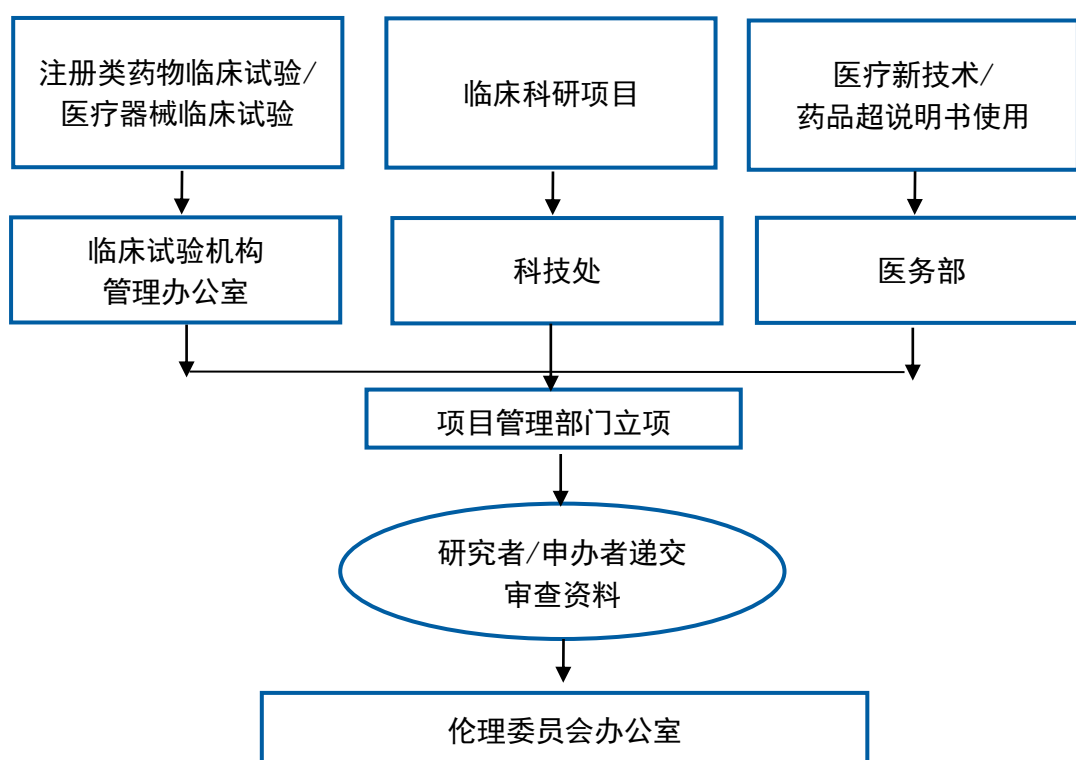 注册类药物临床试验/
医疗器械临床试验
临床科研项目
医疗新技术/
药品超说明书使用
临床试验机构
管理办公室
科技处
医务部
项目管理部门立项
研究者/申办者递交
审查资料
伦理委员会办公室